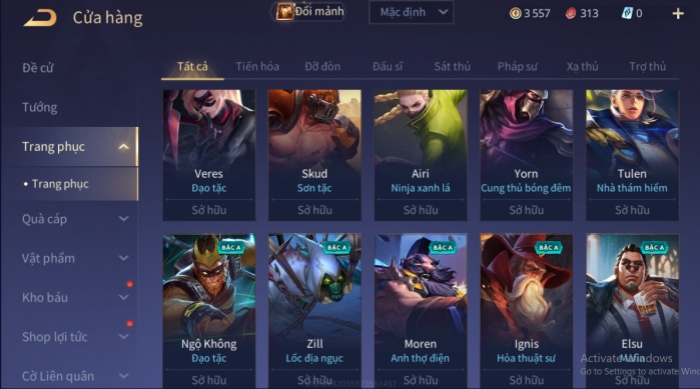 Cửa hàng
Đổi mảnh
Mặc định
3 557
313
0
Đề cử
Tướng
Trang phục
• Trang phục
Quà cáp
Vật phẩm
Kho báu
Shop lợi tức
Cờ Liên quân
Tất cả Tiến hóa Đỡ đòn Đấu sĩ Sát thủ Pháp sư Xạ thủ Trợ thủ
Veres
Đạo tặc
Sở hữu
Skud
Sơn tặc
Sở hữu
Airi
Ninja xanh lá
Sở hữu
Yorn
Cung thủ bóng đêm
Sở hữu
Tulen
Nhà thám hiểm
Sở hữu
BẬC A
Ngộ Không
Đạo tặc
Sở hữu
BẬC A
Zill
Lốc địa ngục
Sở hữu
BẬC A
Moren
Anh thợ điện
Sở hữu
BẬC A
Ignis
Hỏa thuật sư
Sở hữu
BẬC A
Elsu
Mafia
Sở hữu
Activate Windows
Go to Settings to activate Win